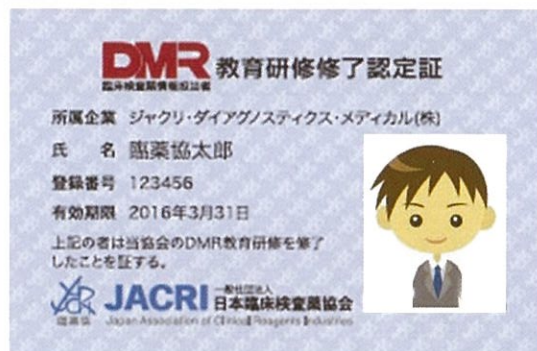 DMR 教育研修修了認定証
臨床検査薬情報担当者
所属企業 ジャクリ・ダイアグノスティクス・メディカル(株)
氏 名 臨薬協太郎
登録番号 123456
有効期限 2016年3月31日
上記の者は当協会のDMR教育研修を修了
したことを証する。
臨薬協 JACRI 一般社団法人
日本臨床検査薬協会
Japan Association of Clinical Reagents Industries